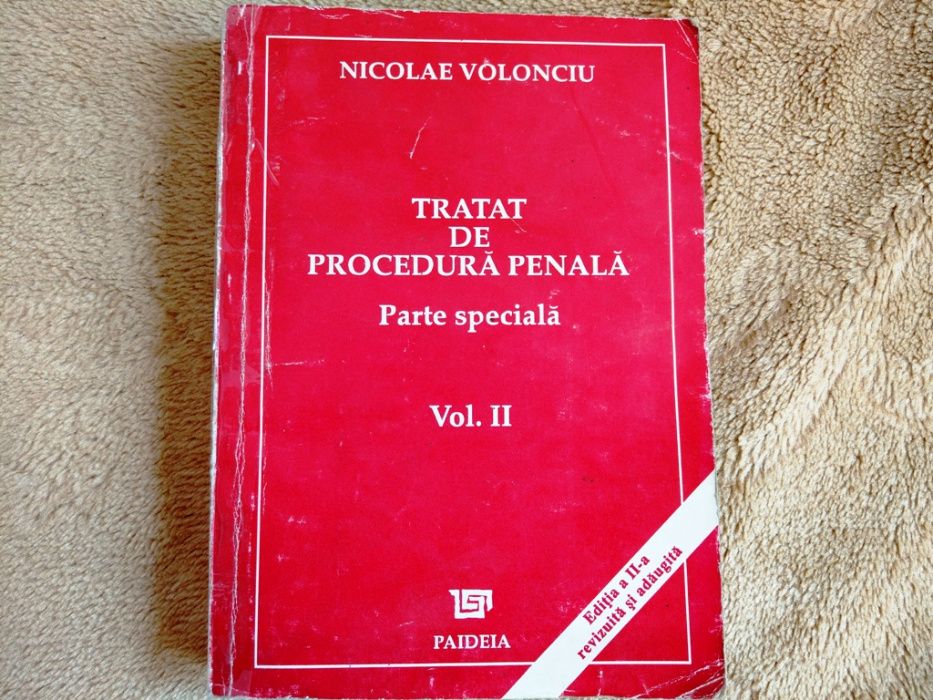 NICOLAE VOLONCIU
TRATAT
DE
PROCEDURĂ PENALĂ
Parte specială
Vol. II
Ediția a II-a
revizuită și adăugită
PAIDEIA